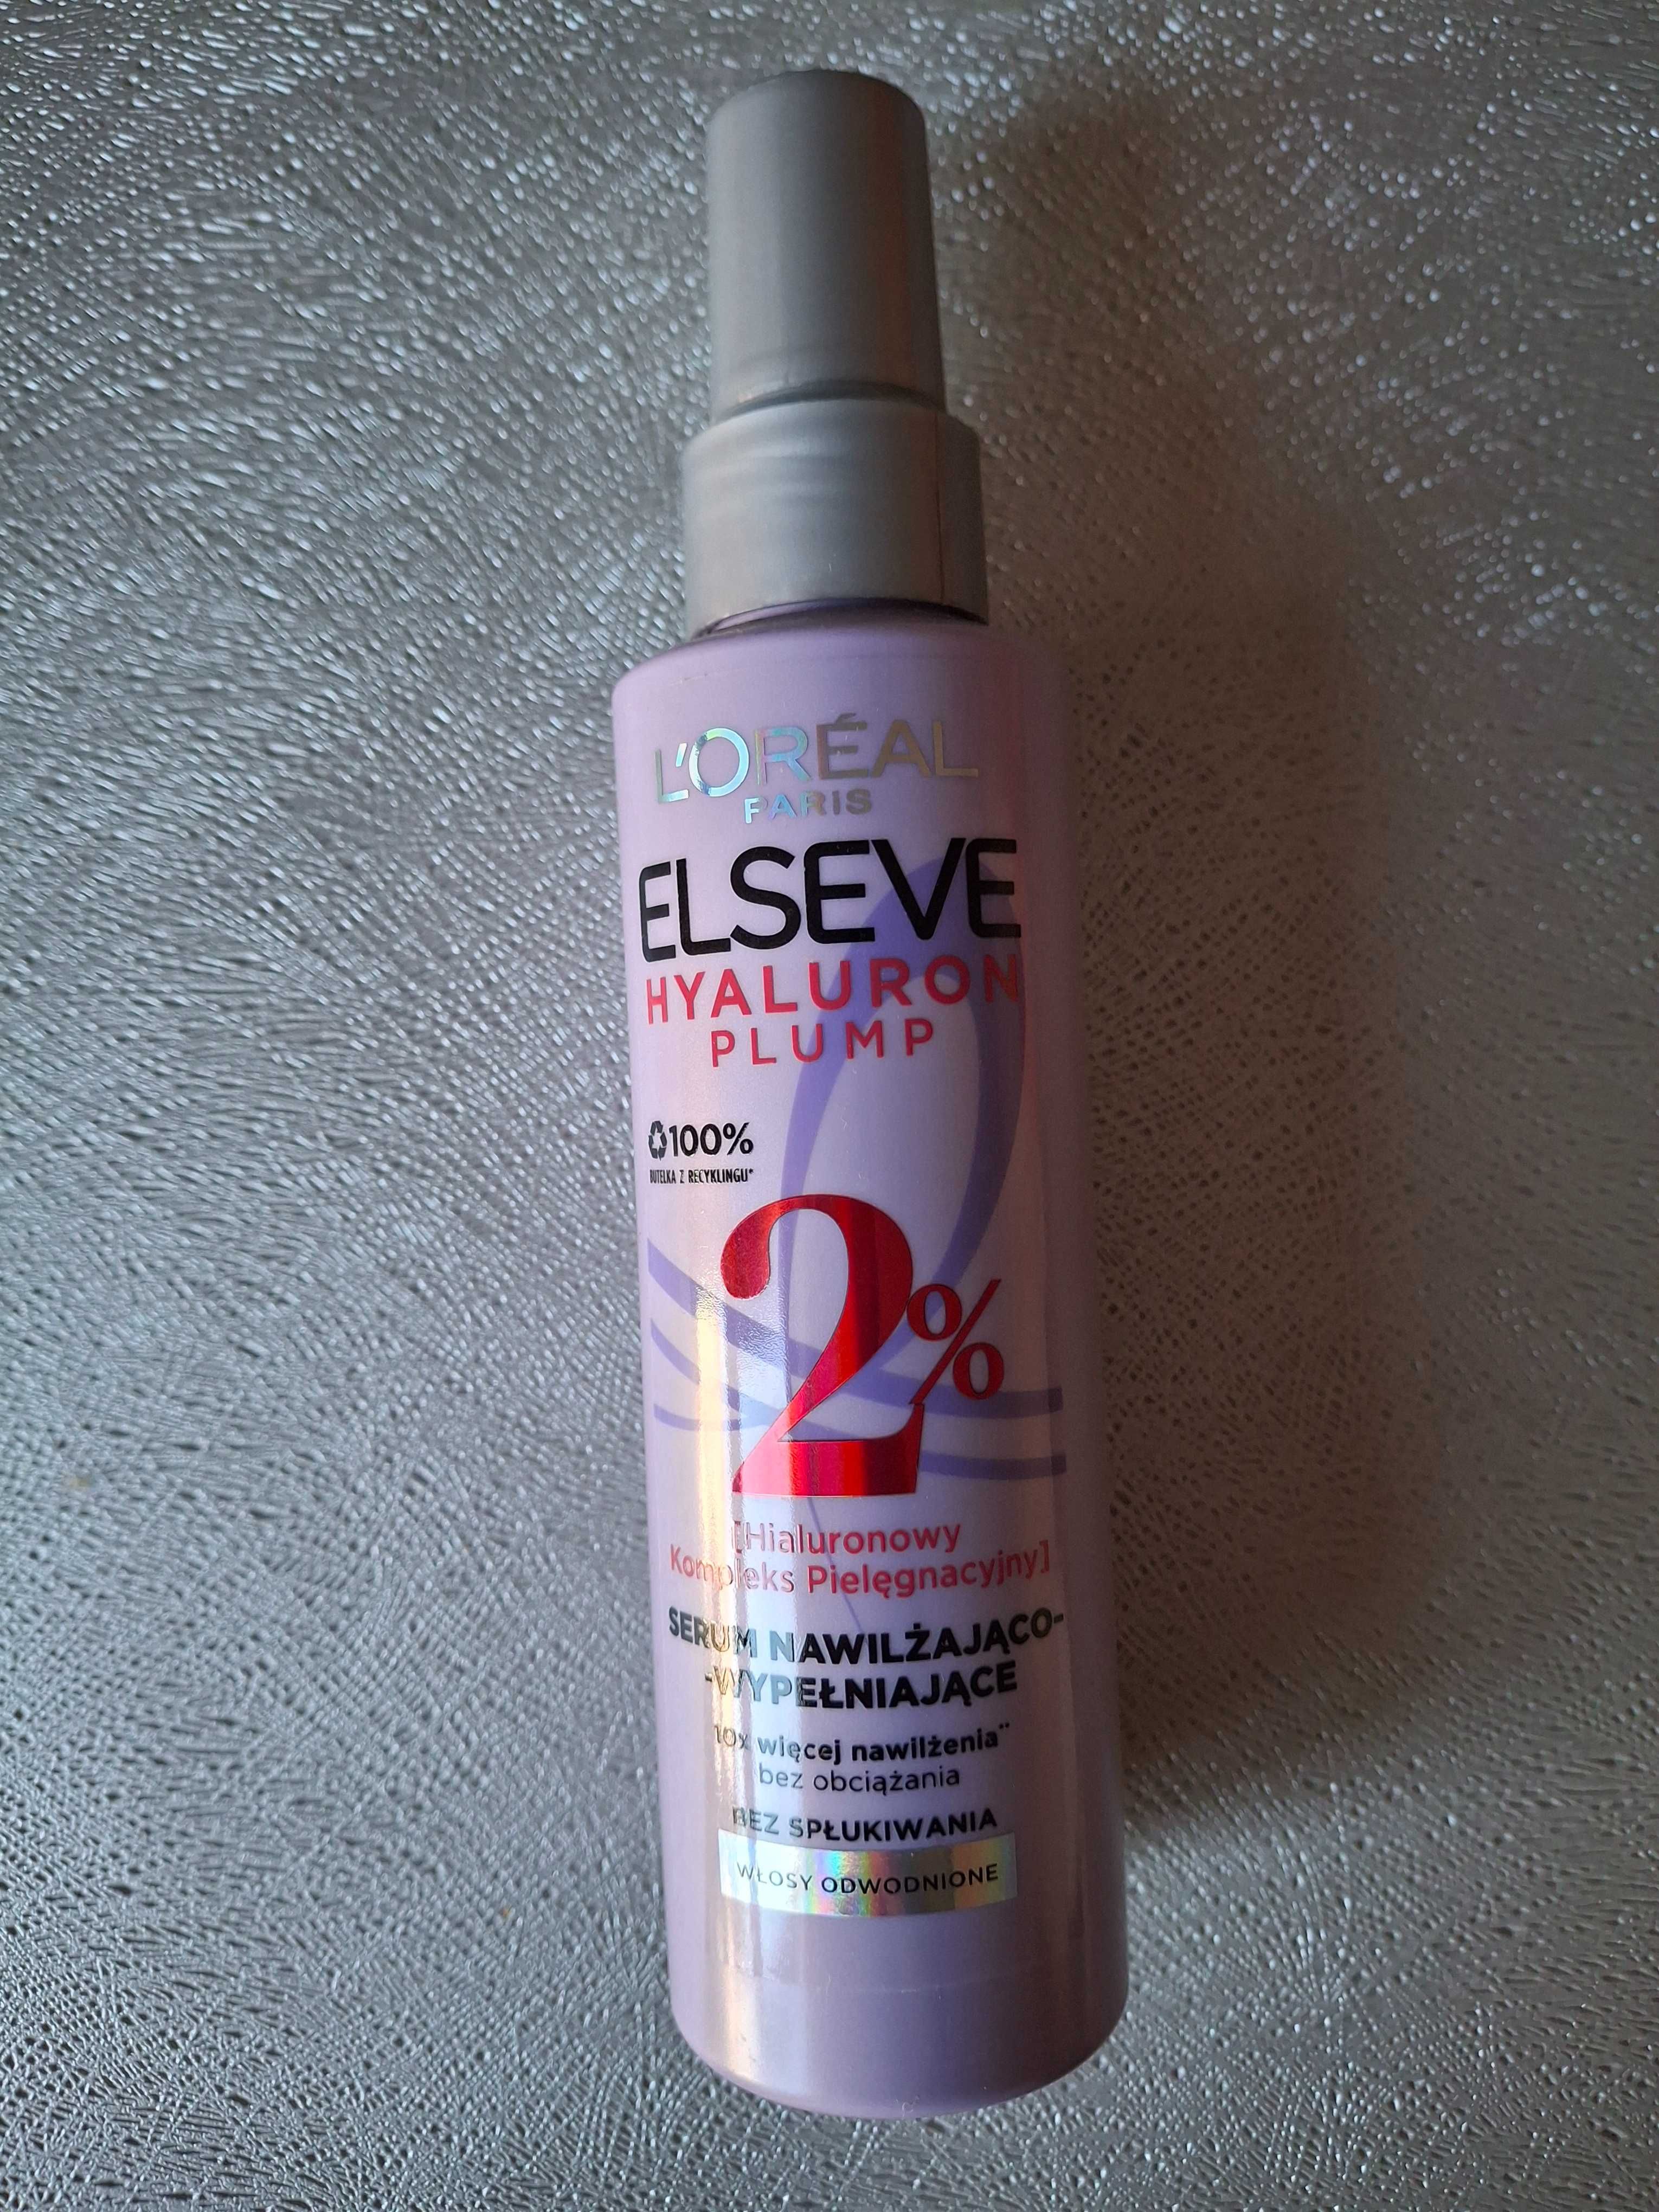 L'ORÉAL
PARIS
ELSEVE
HYALURON
PLUMP
100%
BUTELKA Z RECYKLINGU*
2%
[Hialuronowy
Kompleks Pielęgnacyjny]
SERUM NAWILŻAJĄCO-
-WYPEŁNIAJĄCE
10x więcej nawilżenia**
bez obciążania
BEZ SPŁUKIWANIA
WŁOSY ODWODNIONE